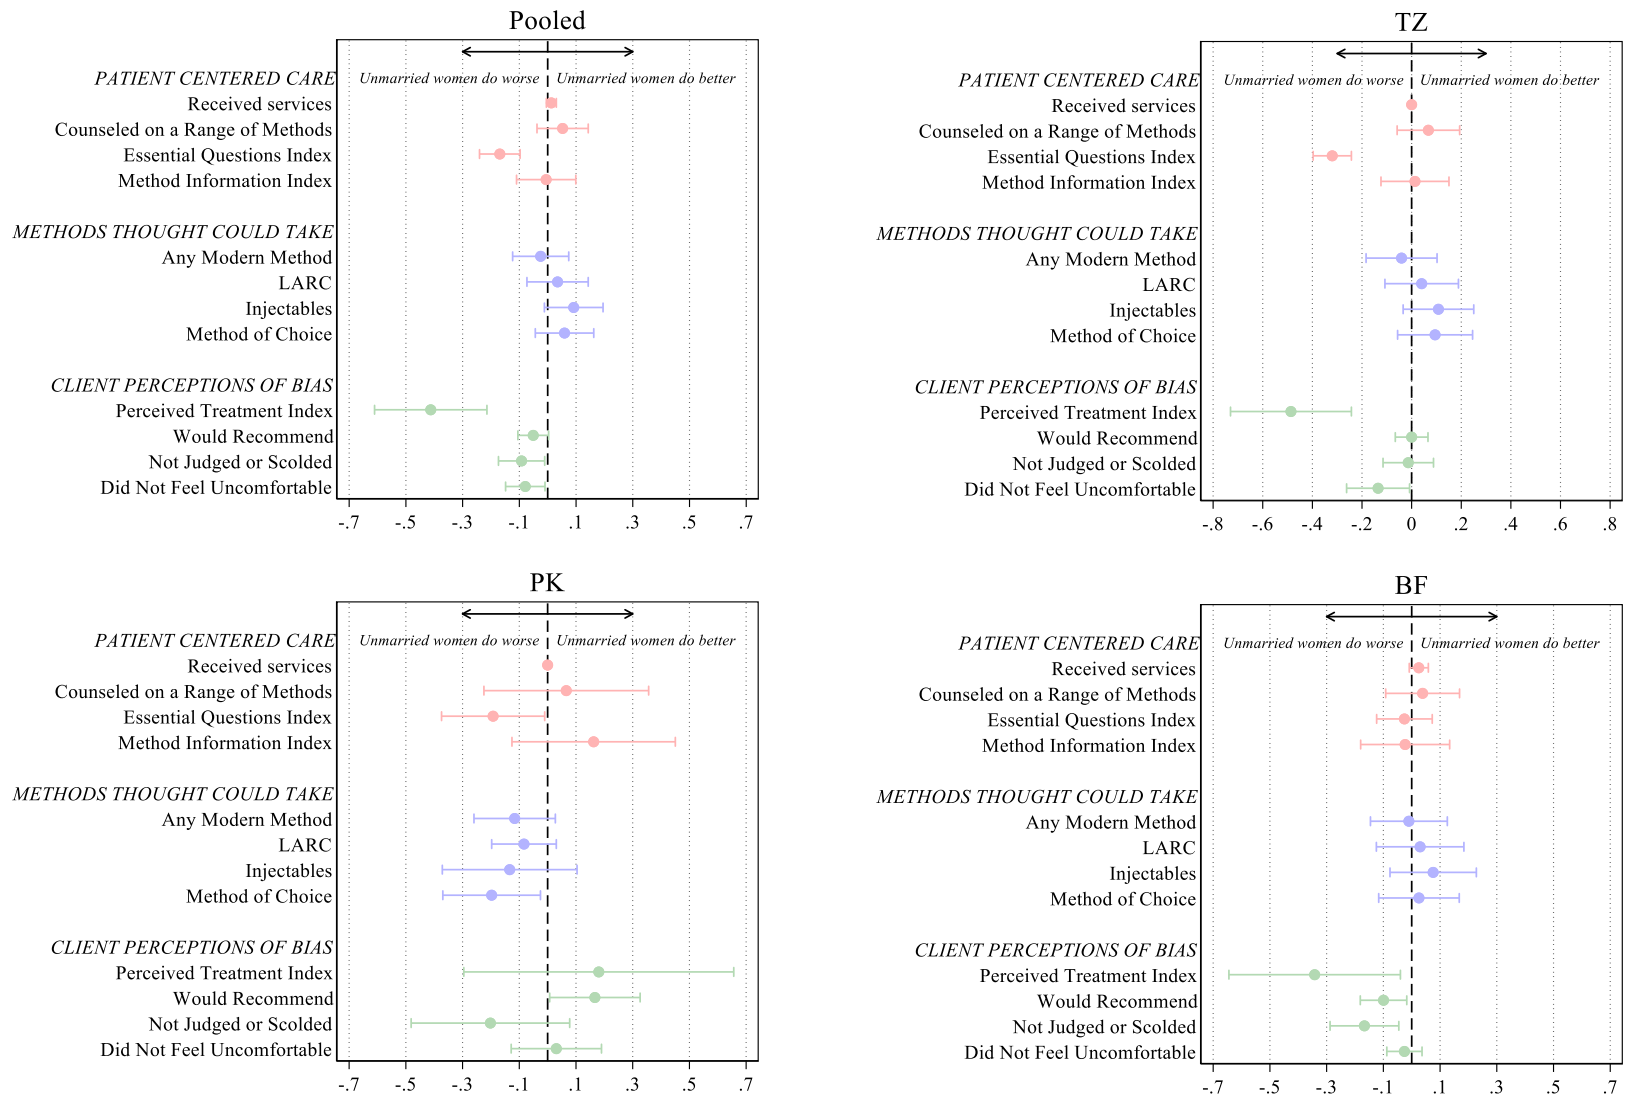 Pooled
PATIENT CENTERED CARE
Unmarried women do worse
Unmarried women do better
Received services
Counseled on a Range of Methods
Essential Questions Index
Method Information Index
METHODS THOUGHT COULD TAKE
Any Modern Method
LARC
Injectables
Method of Choice
CLIENT PERCEPTIONS OF BIAS
Perceived Treatment Index
Would Recommend
Not Judged or Scolded
Did Not Feel Uncomfortable
-.7 -.5 -.3 -.1 .1 .3 .5 .7
TZ
PATIENT CENTERED CARE
Unmarried women do worse
Unmarried women do better
Received services
Counseled on a Range of Methods
Essential Questions Index
Method Information Index
METHODS THOUGHT COULD TAKE
Any Modern Method
LARC
Injectables
Method of Choice
CLIENT PERCEPTIONS OF BIAS
Perceived Treatment Index
Would Recommend
Not Judged or Scolded
Did Not Feel Uncomfortable
-.8 -.6 -.4 -.2 0 .2 .4 .6 .8
PK
PATIENT CENTERED CARE
Unmarried women do worse
Unmarried women do better
Received services
Counseled on a Range of Methods
Essential Questions Index
Method Information Index
METHODS THOUGHT COULD TAKE
Any Modern Method
LARC
Injectables
Method of Choice
CLIENT PERCEPTIONS OF BIAS
Perceived Treatment Index
Would Recommend
Not Judged or Scolded
Did Not Feel Uncomfortable
-.7 -.5 -.3 -.1 .1 .3 .5 .7
BF
PATIENT CENTERED CARE
Unmarried women do worse
Unmarried women do better
Received services
Counseled on a Range of Methods
Essential Questions Index
Method Information Index
METHODS THOUGHT COULD TAKE
Any Modern Method
LARC
Injectables
Method of Choice
CLIENT PERCEPTIONS OF BIAS
Perceived Treatment Index
Would Recommend
Not Judged or Scolded
Did Not Feel Uncomfortable
-.7 -.5 -.3 -.1 .1 .3 .5 .7